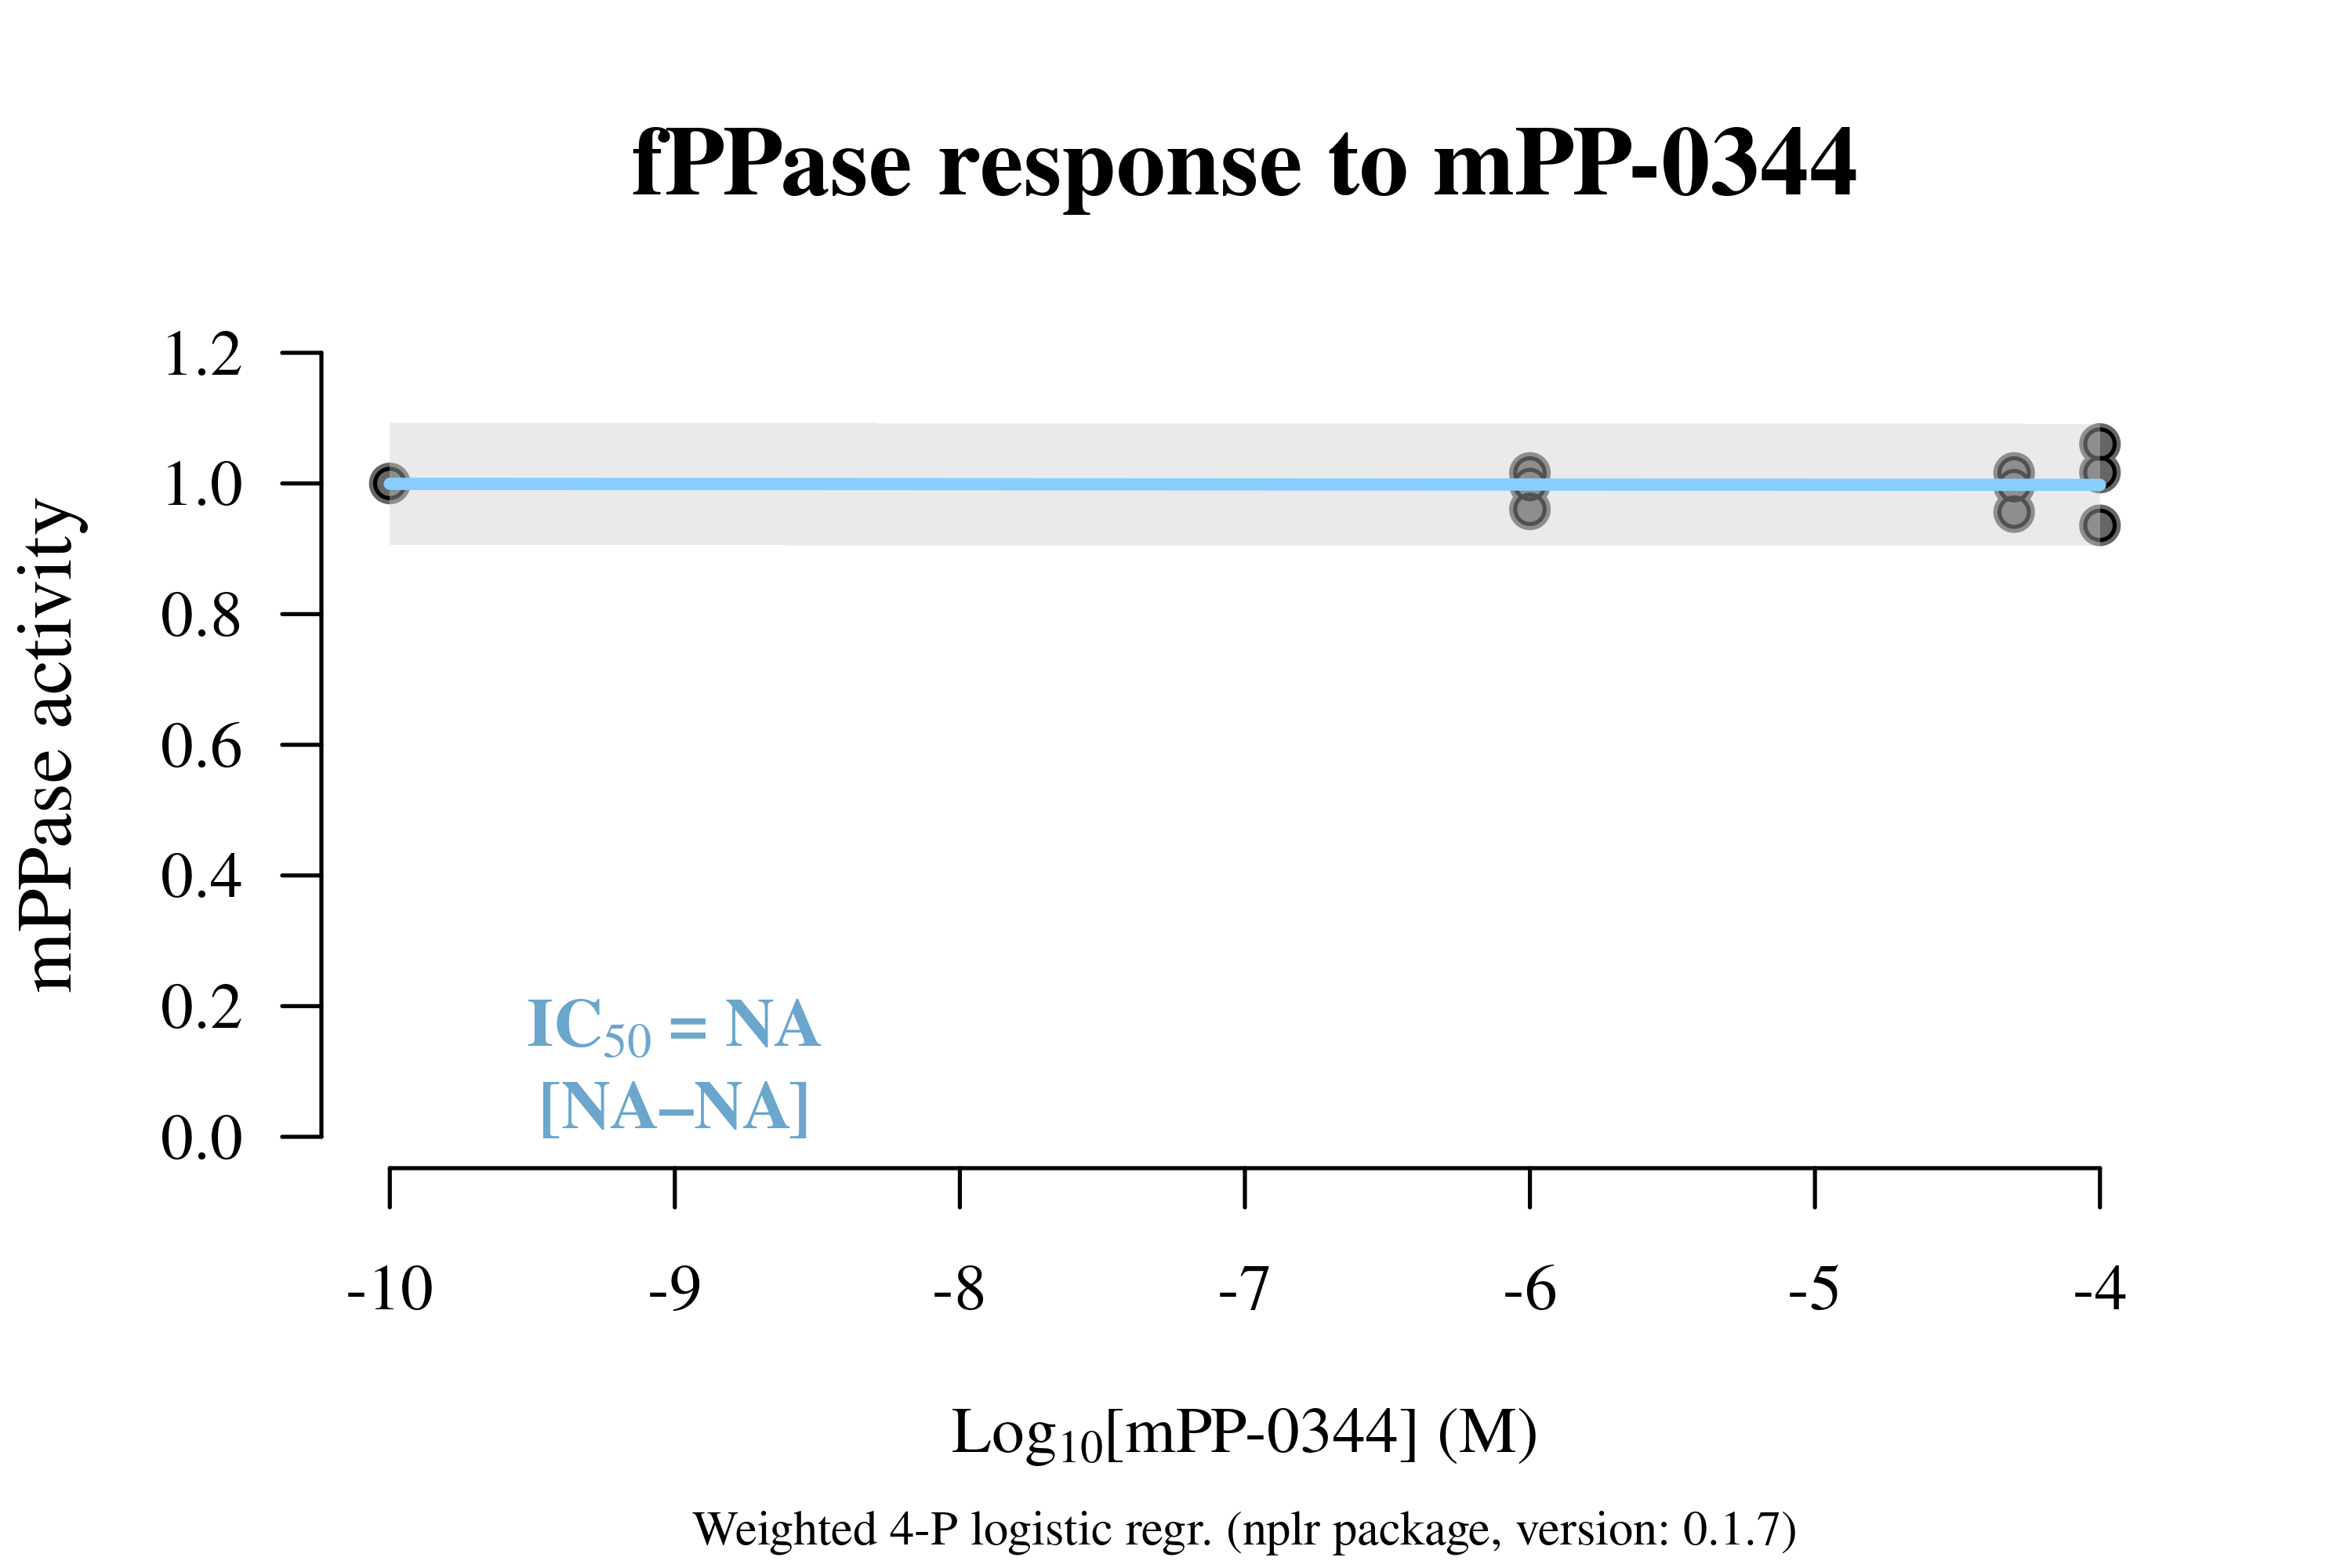 fPPase response to mPP-0344
mPPase activity
1.2
1.0
0.8
0.6
0.4
0.2
0.0
IC50 = NA
[NA–NA]
-10 -9 -8 -7 -6 -5 -4
Log10[mPP-0344] (M)
Weighted 4-P logistic regr. (nplr package, version: 0.1.7)